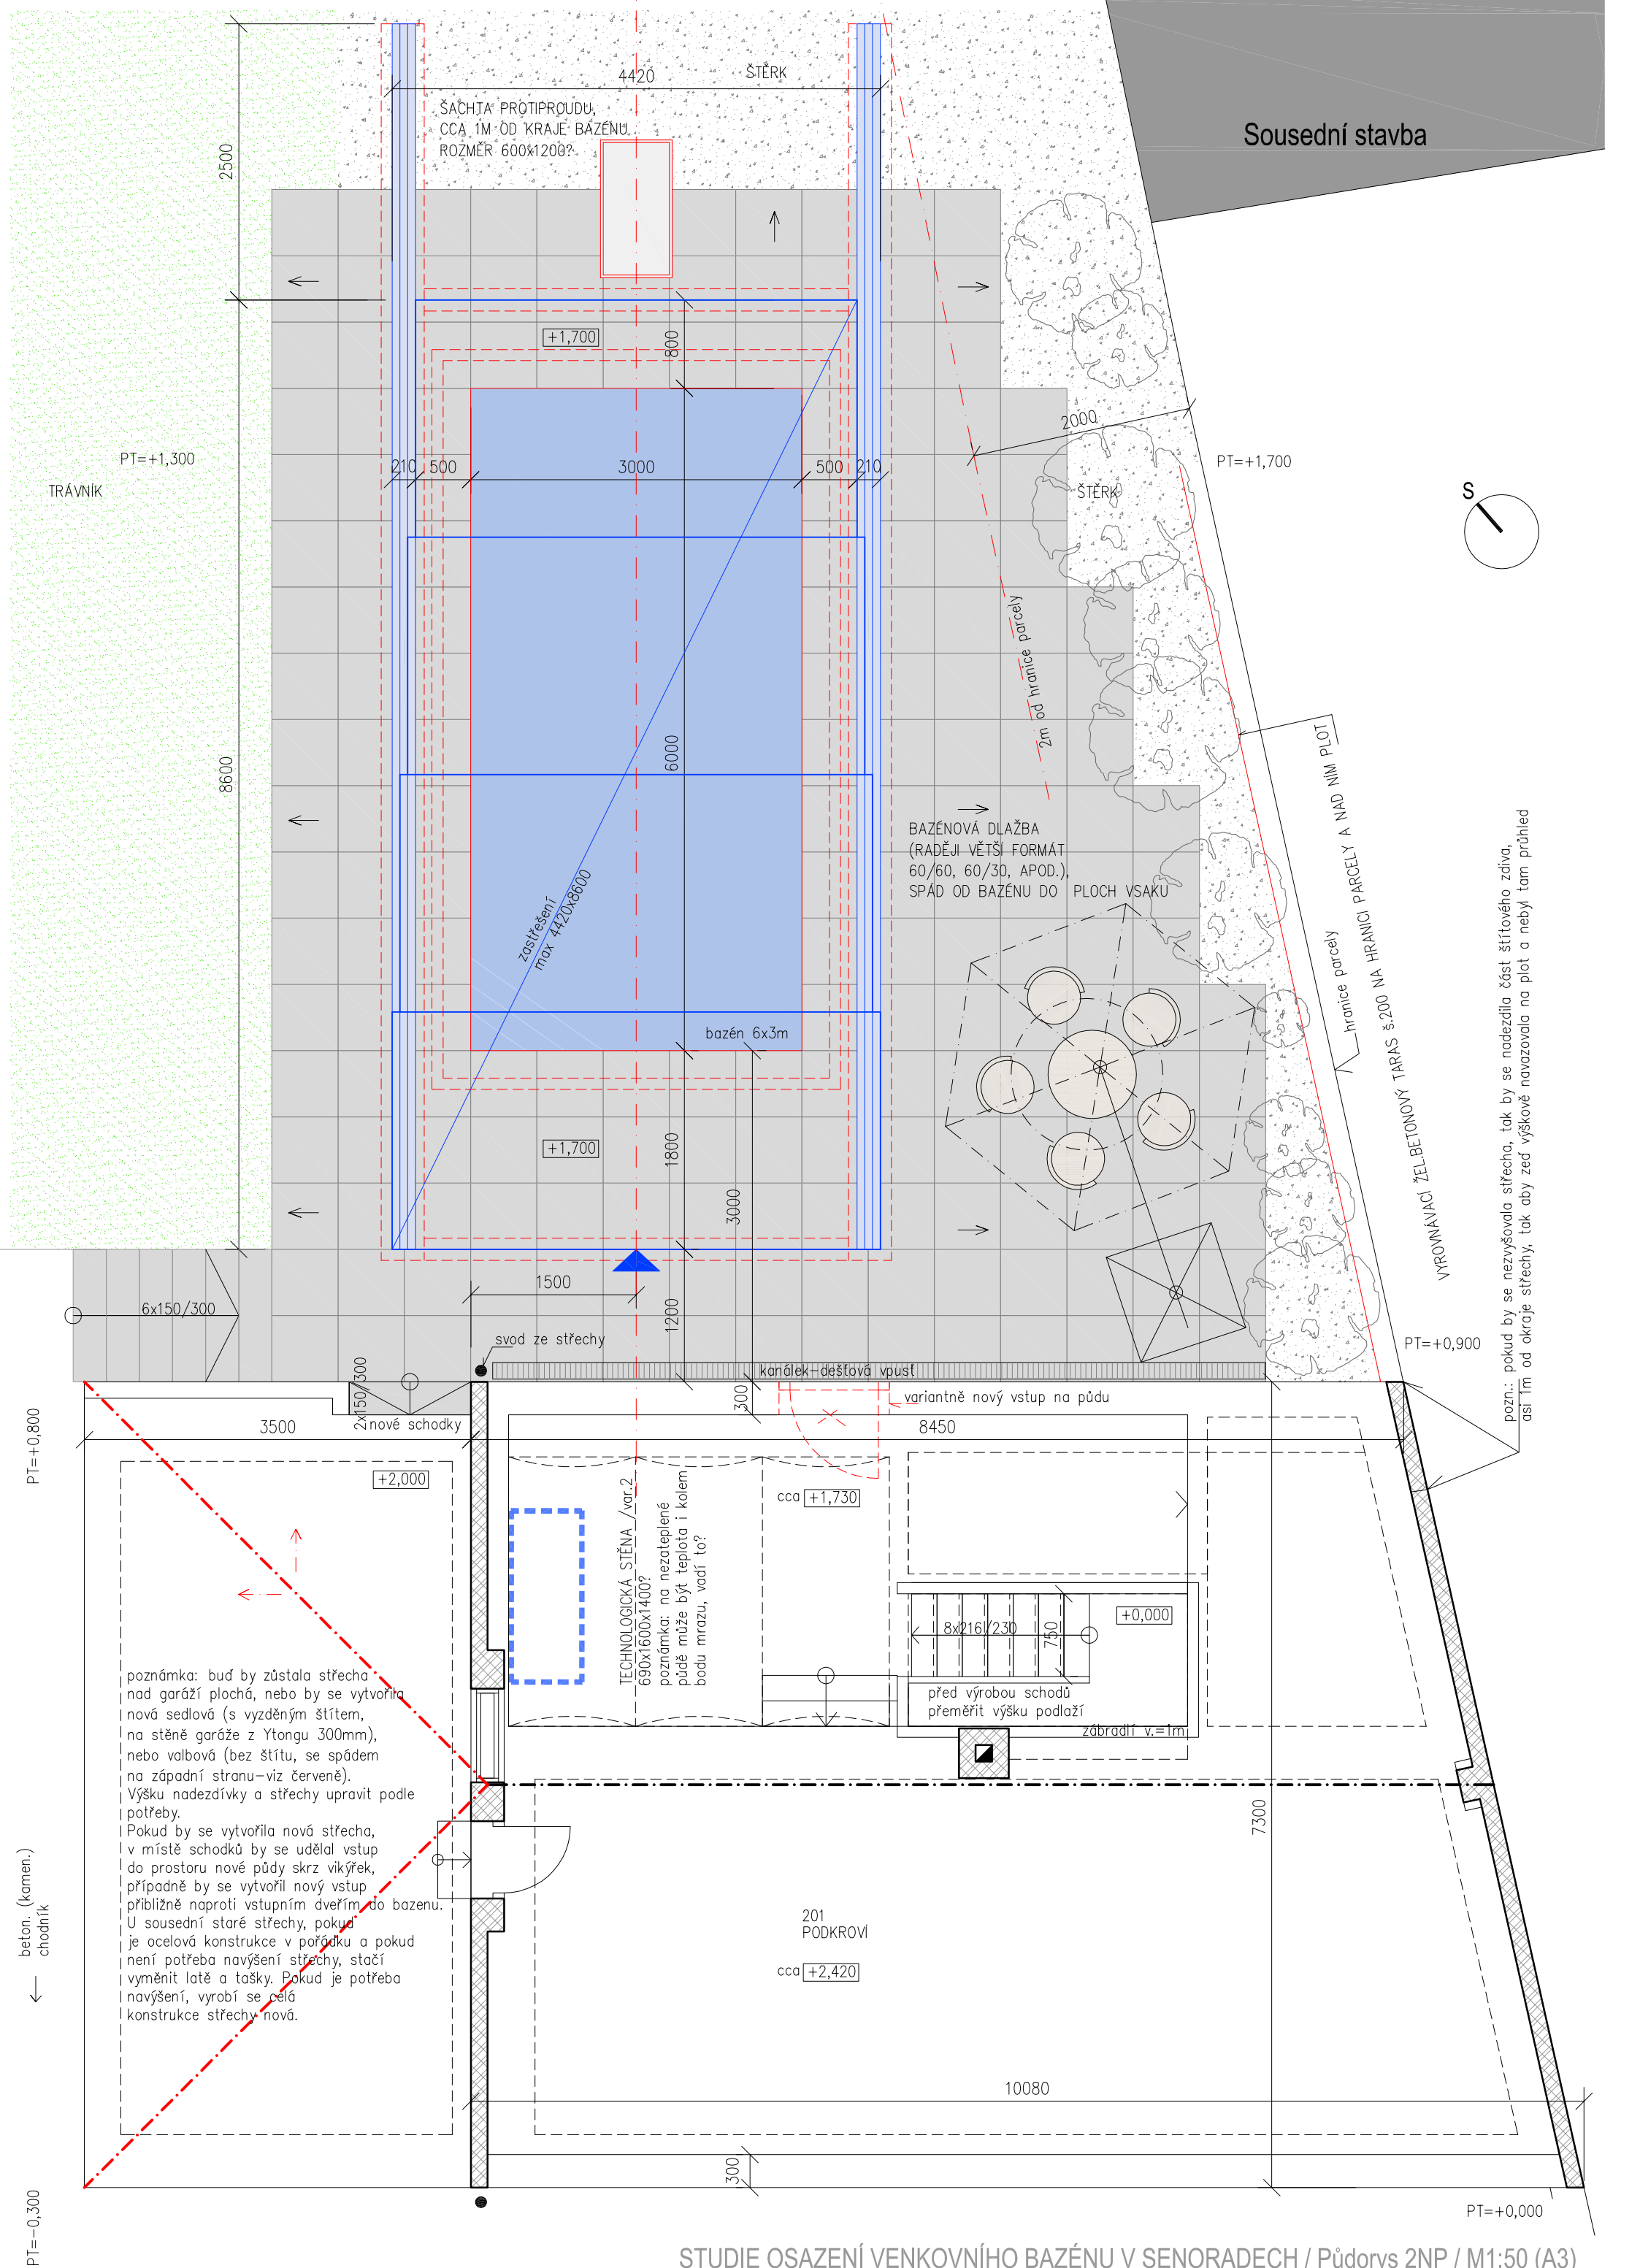 4420
ŠTĚRK
ŠACHTA PROTIPROUDU,
CCA 1M OD KRAJE BAZÉNU
ROZMĚR 600x1200?
Sousední stavba
2500
+1,700
800
2000
PT=+1,300
TRÁVNÍK
210
500
3000
500
210
ŠTĚRK
PT=+1,700
S
2m od hranice parcely
6000
8600
BAZÉNOVÁ DLAŽBA
(RADĚJI VĚTŠÍ FORMÁT
60/60, 60/30, APOD.),
SPÁD OD BAZÉNU DO PLOCH VSAKU
zastřešení
max 4420x8600
bazén 6x3m
hranice parcely
VYROVNÁVACÍ ŽEL.BETONOVÝ TARAS š.200 NA HRANICI PARCELY A NAD NÍM PLOT
pozn.: pokud by se nezvyšovala střecha, tak by se nadezdila část štítového zdiva,
asi 1m od okraje střechy, tak aby zeď výškově navazovala na plot a nebyl tam průhled
+1,700
1800
3000
1500
1200
6x150/300
svod ze střechy
PT=+0,900
kanálek-dešťová vpusť
2x150/300
nové schodky
300
variantně nový vstup na půdu
PT=+0,800
3500
8450
+2,000
cca +1,730
TECHNOLOGICKÁ STĚNA /var.2
690x1600x1400?
poznámka: na nezateplené
půdě může být teplota i kolem
bodu mrazu, vadí to?
8x216/230
750
+0,000
před výrobou schodů
přeměřit výšku podlaží
zábradlí v.=1m
poznámka: buď by zůstala střecha
nad garáží plochá, nebo by se vytvořila
nová sedlová (s vyzděným štítem,
na stěně garáže z Ytongu 300mm),
nebo valbová (bez štítu, se spádem
na západní stranu-viz červeně).
Výšku nadezdívky a střechy upravit podle
potřeby.
Pokud by se vytvořila nová střecha,
v místě schodků by se udělal vstup
do prostoru nové půdy skrz vikýřek,
případně by se vytvořil nový vstup
přibližně naproti vstupním dveřím do bazenu.
U sousední staré střechy, pokud
je ocelová konstrukce v pořádku a pokud
není potřeba navýšení střechy, stačí
vyměnit latě a tašky. Pokud je potřeba
navýšení, vyrobí se celá
konstrukce střechy nová.
7300
beton. (kamen.)
chodník
201
PODKROVÍ
cca +2,420
10080
300
PT=-0,300
PT=+0,000
STUDIE OSAZENÍ VENKOVNÍHO BAZÉNU V SENORADECH / Půdorys 2NP / M1:50 (A3)